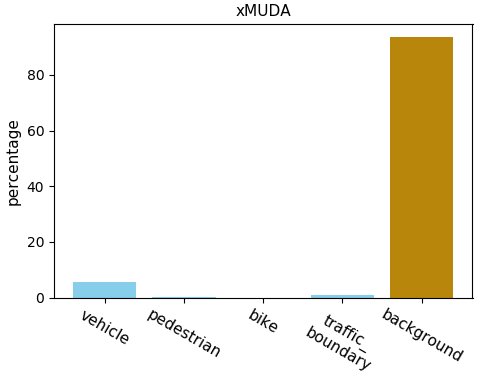 xMUDA
percentage
80
60
40
20
0
vehicle
pedestrian
bike
traffic_
boundary
background